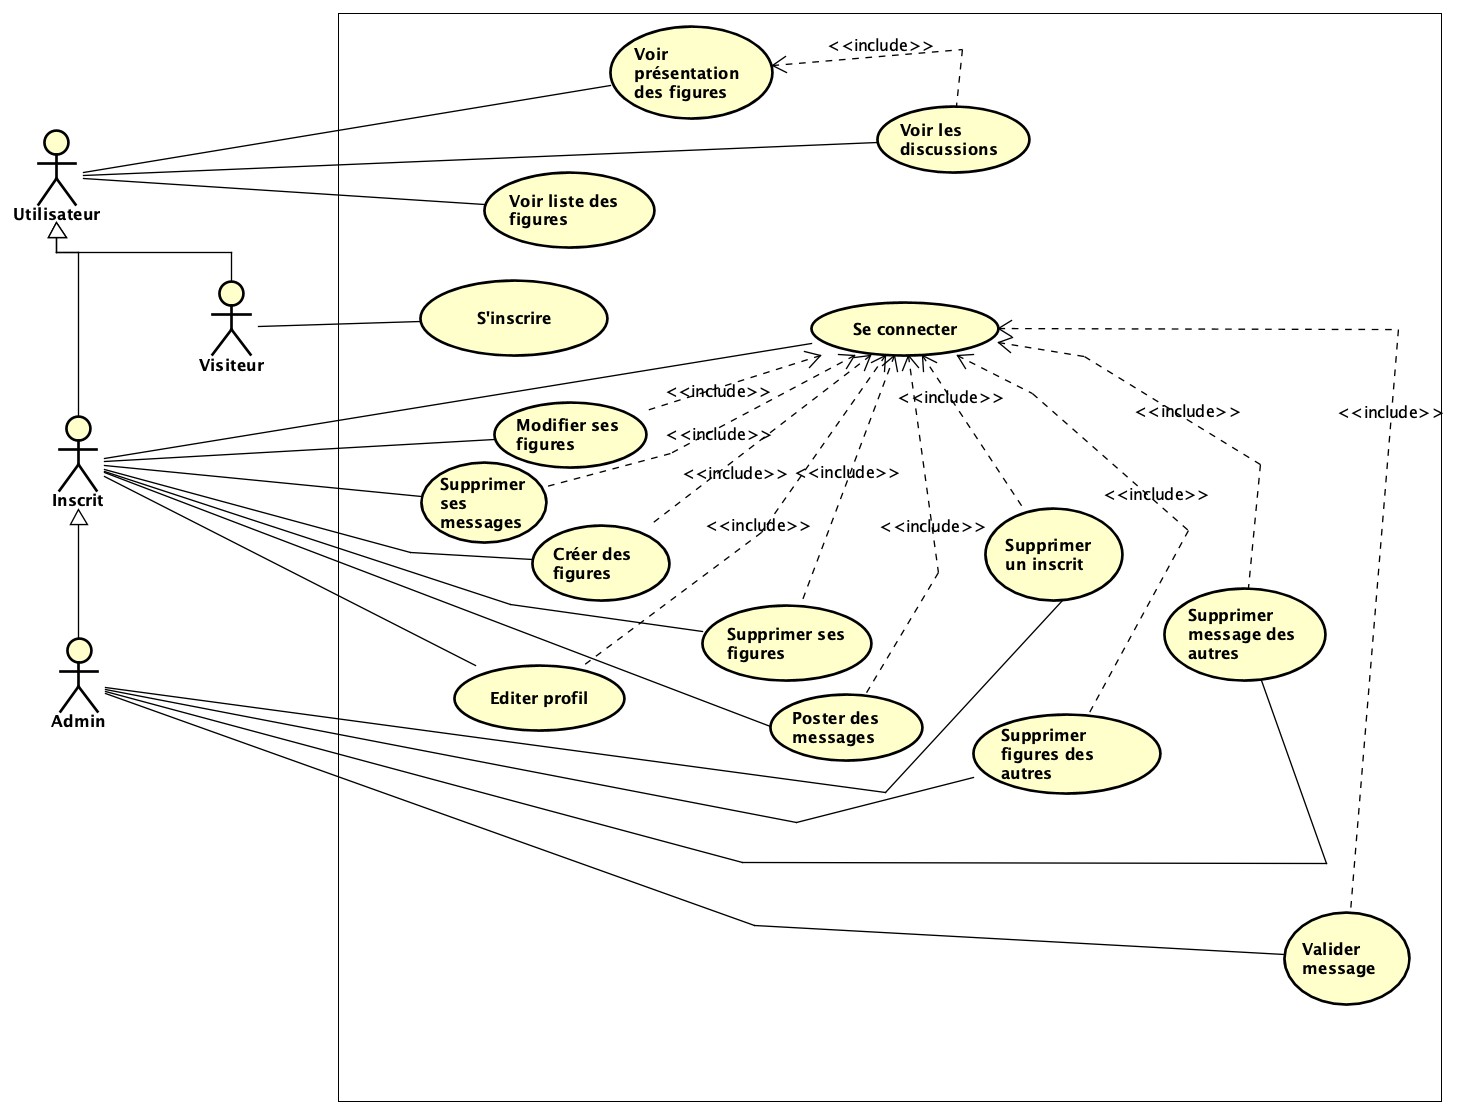 Voir
présentation
des figures
<<include>>
Voir les
discussions
Utilisateur
Voir liste des
figures
S'inscrire
Se connecter
Visiteur
<<include>>
<<include>>
<<include>>
<<include>>
Modifier ses
figures
<<include>>
<<include>>
<<include>>
Supprimer
ses
messages
Inscrit
<<include>>
<<include>>
<<include>>
Créer des
figures
Supprimer
un inscrit
Supprimer ses
figures
Supprimer
message des
autres
Editer profil
Admin
Poster des
messages
Supprimer
figures des
autres
Valider
message